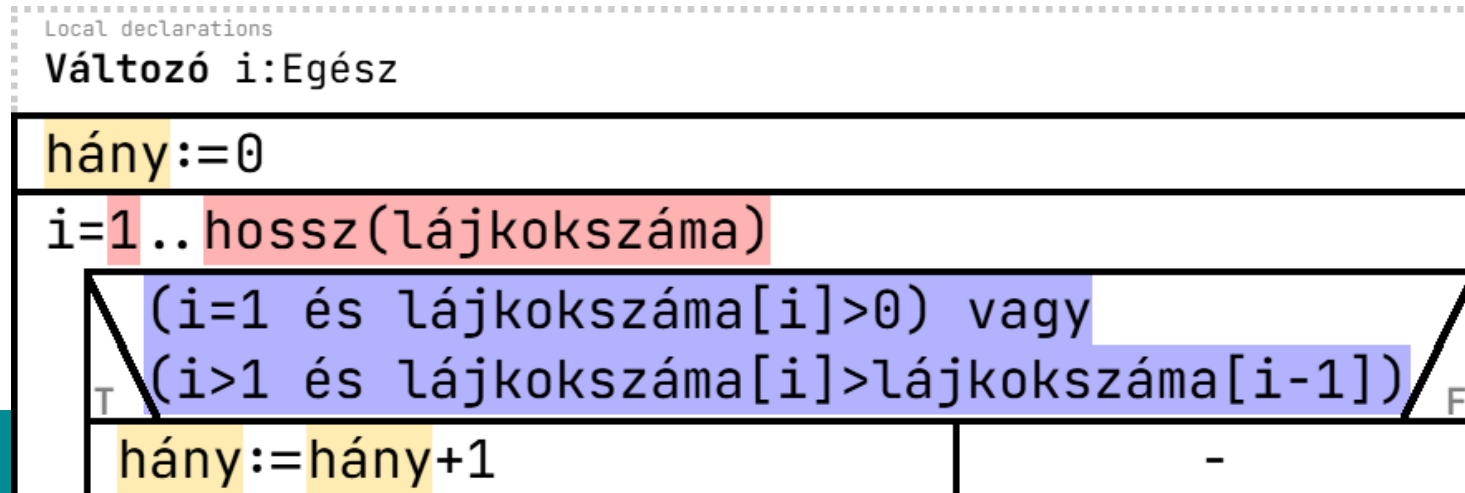 Local declarations
Változó i:Egész
hány:=0
i=1..hossz(lájkokszáma)
(i=1 és lájkokszáma[i]>0) vagy
(i>1 és lájkokszáma[i]>lájkokszáma[i-1])
T F
hány:=hány+1 -